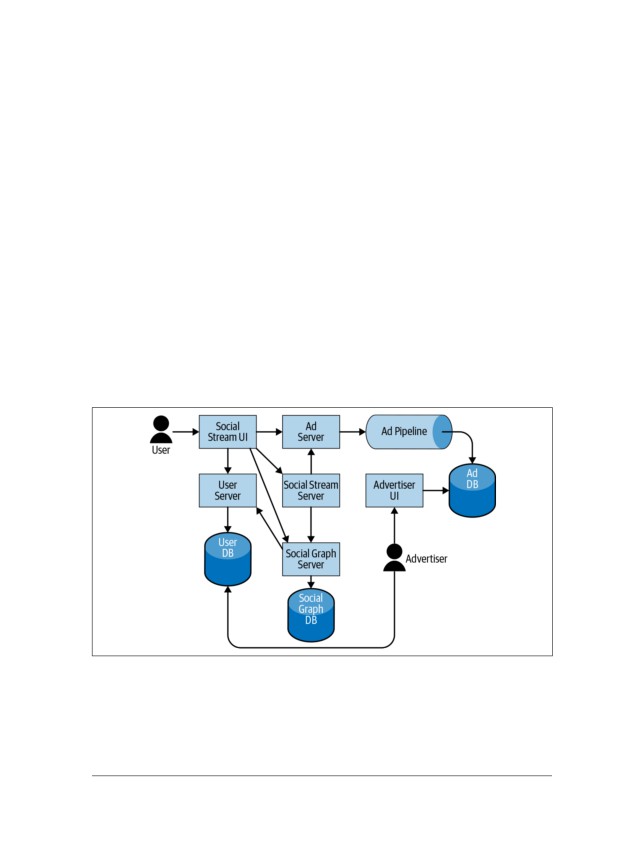 User
Social
Stream UI
Ad
Server
Ad Pipeline
User
Server
Social Stream
Server
Advertiser
UI
Ad
DB
User
DB
Social Graph
Server
Advertiser
Social
Graph
DB